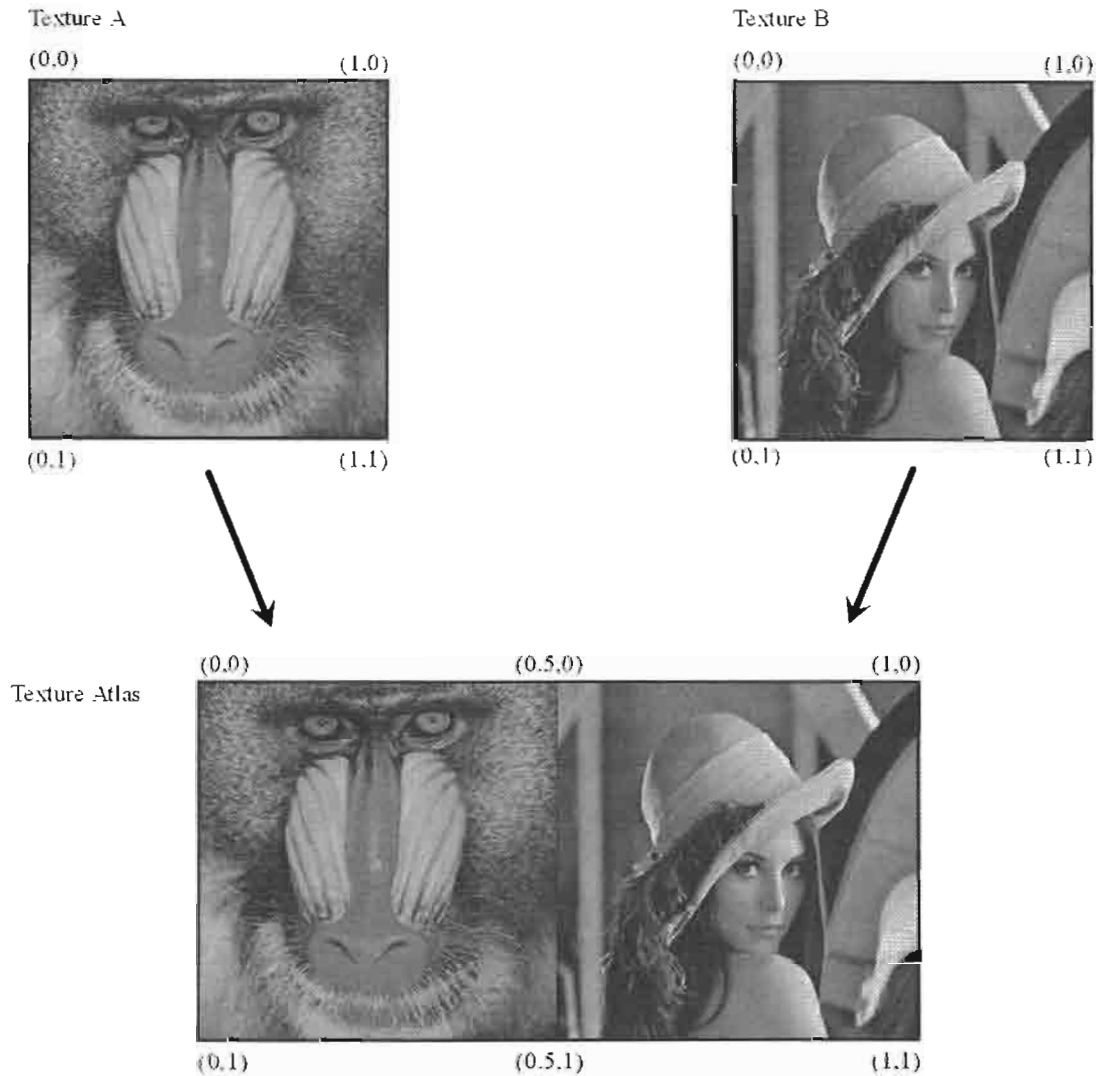 Texture A
Texture B
(0,0) (1,0)
(0,0) (1,0)
(0,1) (1,1)
(0,1) (1,1)
(0,0) (0.5,0) (1,0)
Texture Atlas
(0,1) (0.5,1) (1,1)